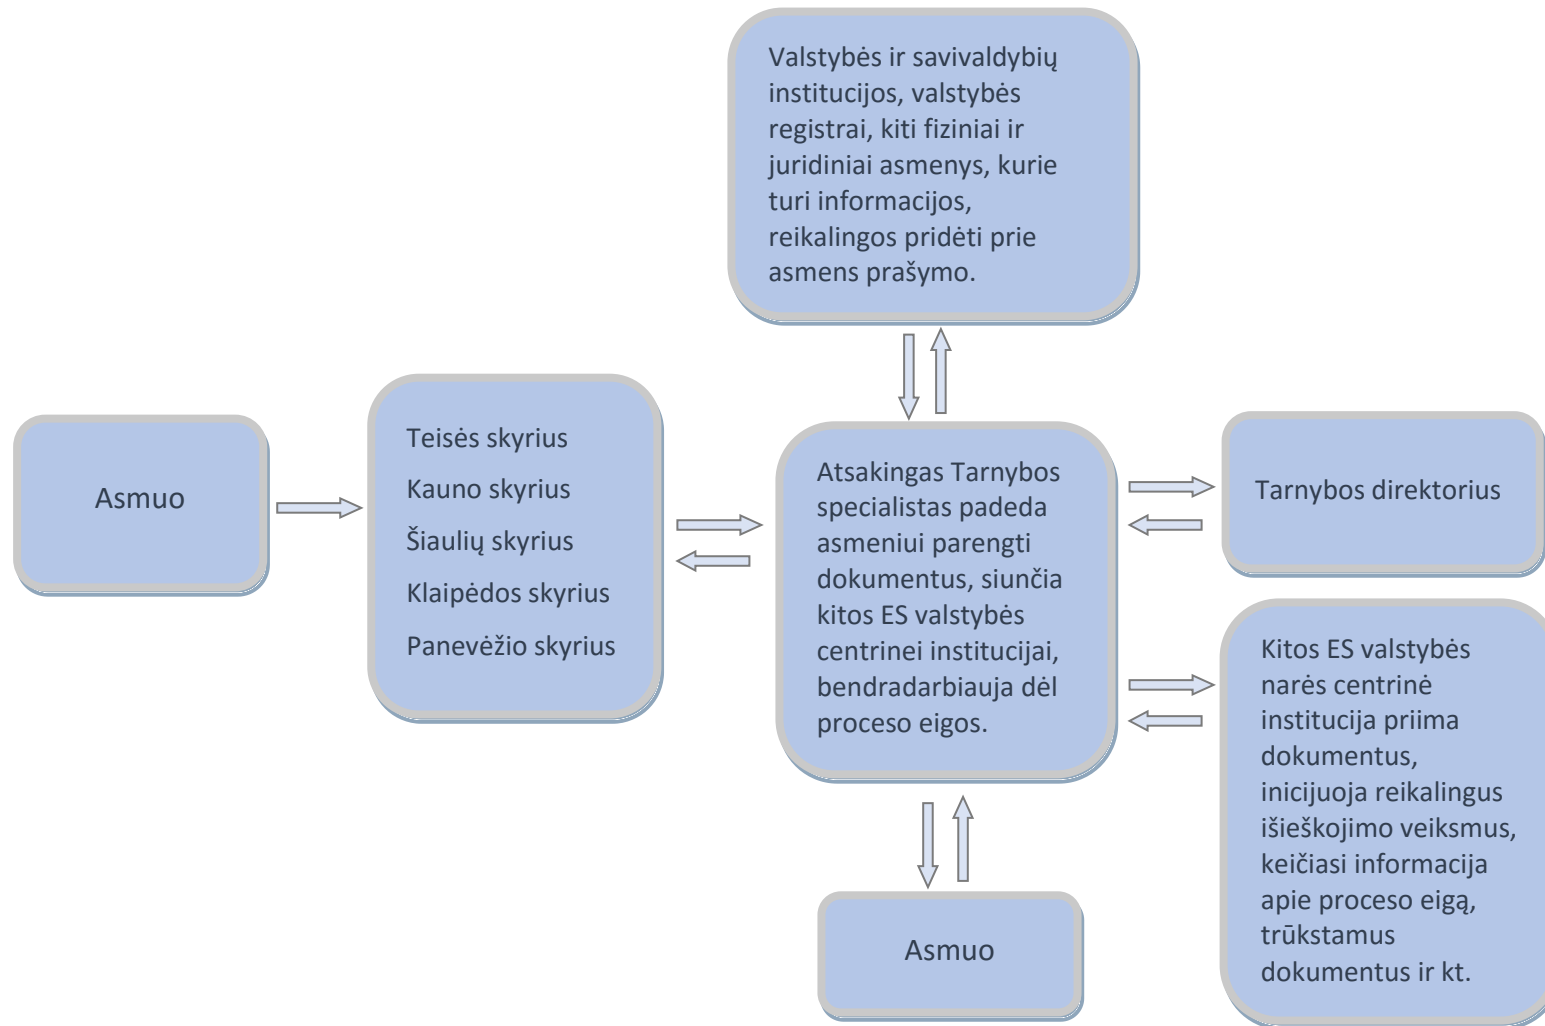 Valstybės ir savivaldybių
institucijos, valstybės
registrai, kiti fiziniai ir
juridiniai asmenys, kurie
turi informacijos,
reikalingos pridėti prie
asmens prašymo.
Asmuo
Teisės skyrius
Kauno skyrius
Šiaulių skyrius
Klaipėdos skyrius
Panevėžio skyrius
Atsakingas Tarnybos
specialistas padeda
asmeniui parengti
dokumentus, siunčia
kitos ES valstybės
centrinei institucijai,
bendradarbiauja dėl
proceso eigos.
Tarnybos direktorius
Kitos ES valstybės
narės centrinė
institucija priima
dokumentus,
inicijuoja reikalingus
išieškojimo veiksmus,
keičiasi informacija
apie proceso eigą,
trūkstamus
dokumentus ir kt.
Asmuo